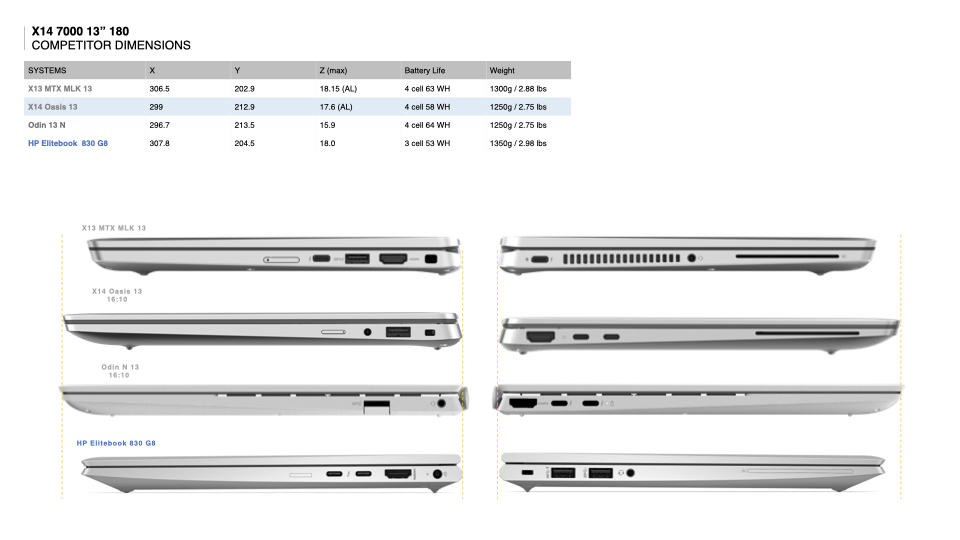 X14 7000 13” 180
COMPETITOR DIMENSIONS
SYSTEMS X Y Z (max) Battery Life Weight
X13 MTX MLK 13 306.5 202.9 18.15 (AL) 4 cell 63 WH 1300g / 2.88 lbs
X14 Oasis 13 299 212.9 17.6 (AL) 4 cell 58 WH 1250g / 2.75 lbs
Odin 13 N 296.7 213.5 15.9 4 cell 64 WH 1250g / 2.75 lbs
HP Elitebook 830 G8 307.8 204.5 18.0 3 cell 53 WH 1350g / 2.98 lbs
X13 MTX MLK 13
X14 Oasis 13
16:10
Odin N 13
16:10
HP Elitebook 830 G8